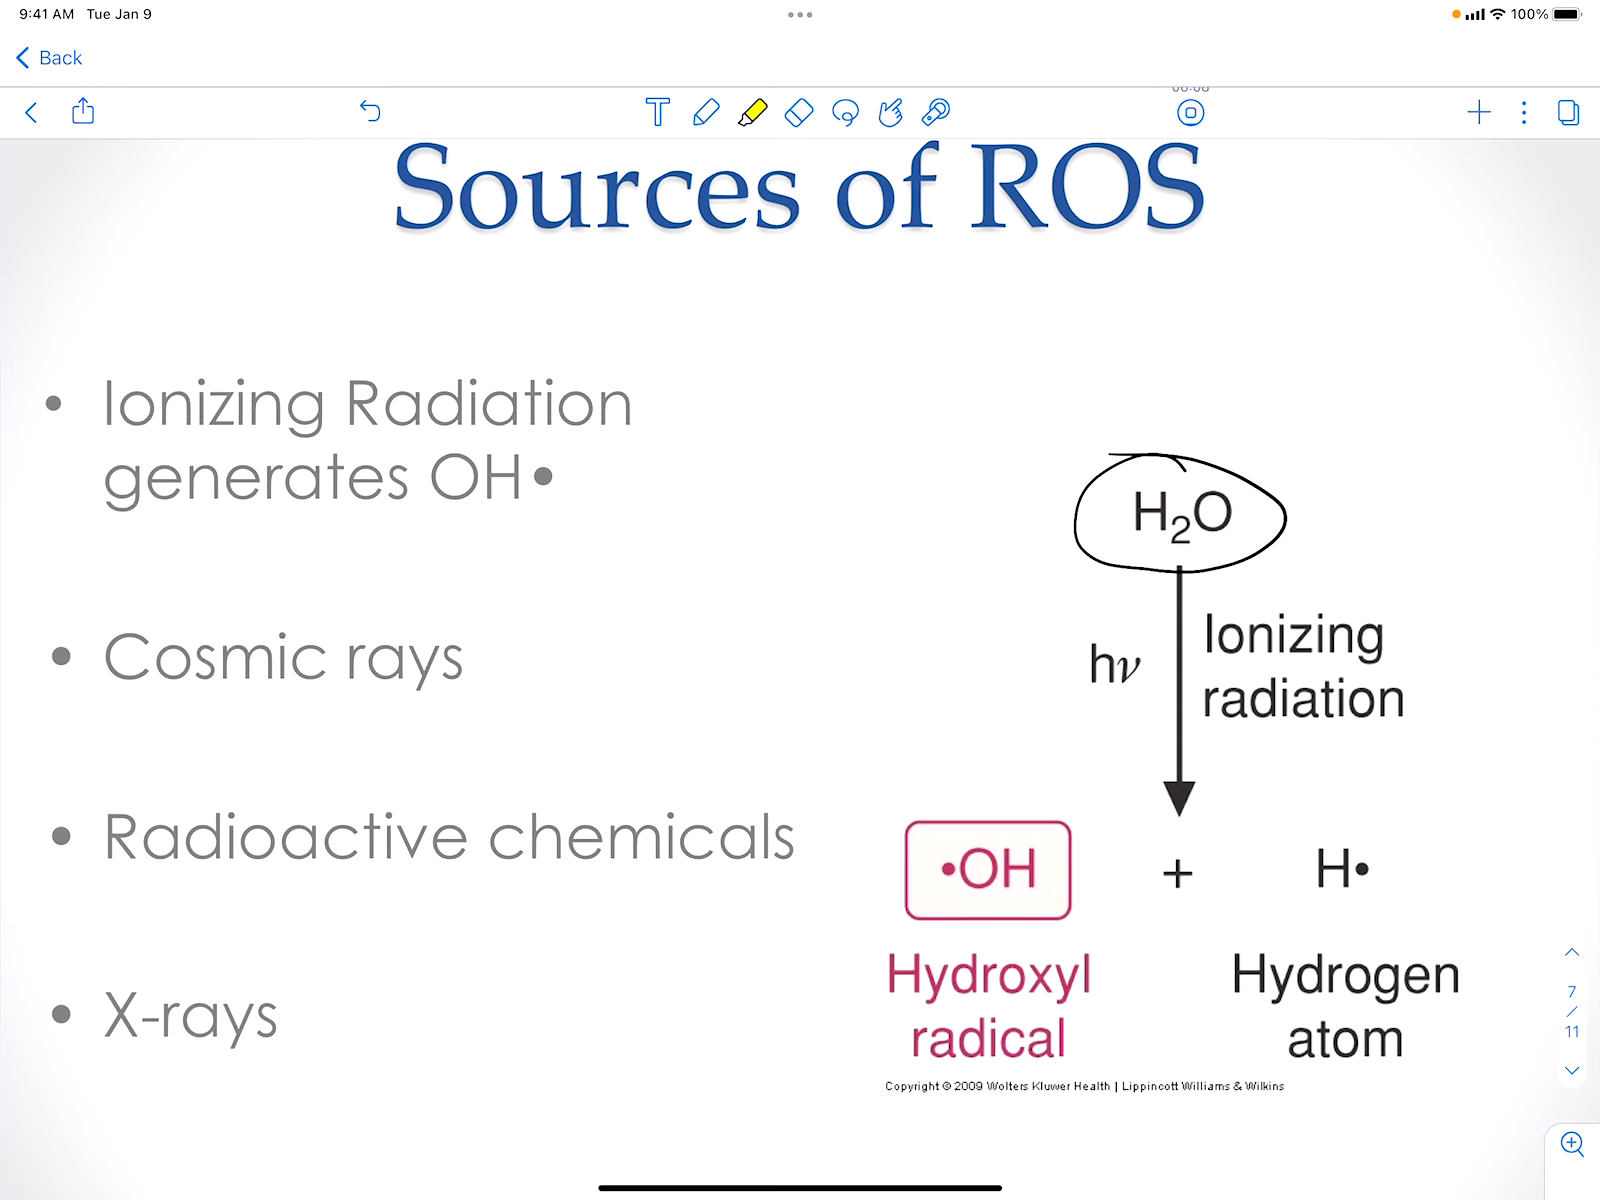 9:41 AM Tue Jan 9
100%
Back
00:08
Sources of ROS
• Ionizing Radiation
generates OH•
• Cosmic rays
• Radioactive chemicals
• X-rays
H₂O
hν
Ionizing
radiation
•OH + H•
Hydroxyl
radical
Hydrogen
atom
Copyright © 2009 Wolters Kluwer Health | Lippincott Williams & Wilkins
7
/
11